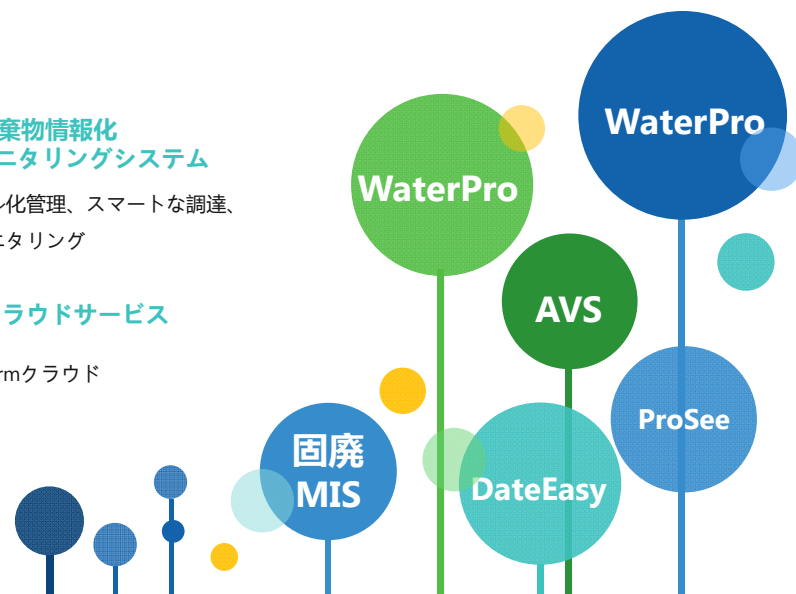 棄物情報化
ニタリングシステム
化管理、スマートな調達、
ニタリング
ラウドサービス
rmクラウド
WaterPro
WaterPro
AVS
ProSee
固廃
MIS
DateEasy